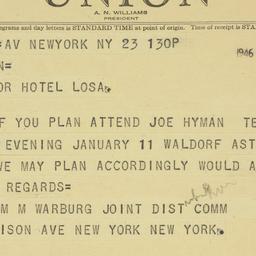 UNION
A. N. WILLIAMS
PRESIDENT
grams and day letters is STANDARD TIME at point of origin. Time of receipt is STAN
=AV NEWYORK NY 23 130P
1946
N=
OR HOTEL LOSA=
F YOU PLAN ATTEND JOE HYMAN TE
EVENING JANUARY 11 WALDORF AST
WE MAY PLAN ACCORDINGLY WOULD A
REGARDS=
M M WARBURG JOINT DIST COMM
ISON AVE NEW YORK NEW YORK=